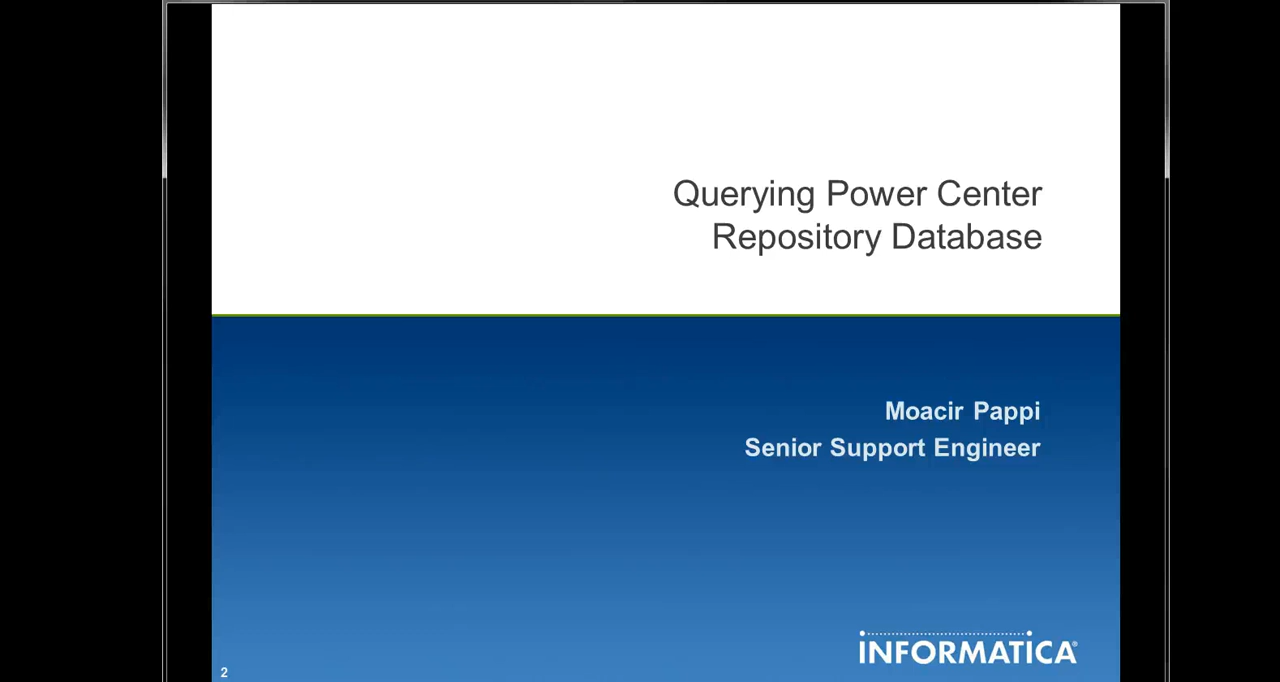 Querying Power Center
Repository Database
Moacir Pappi
Senior Support Engineer
INFORMATICA®
2